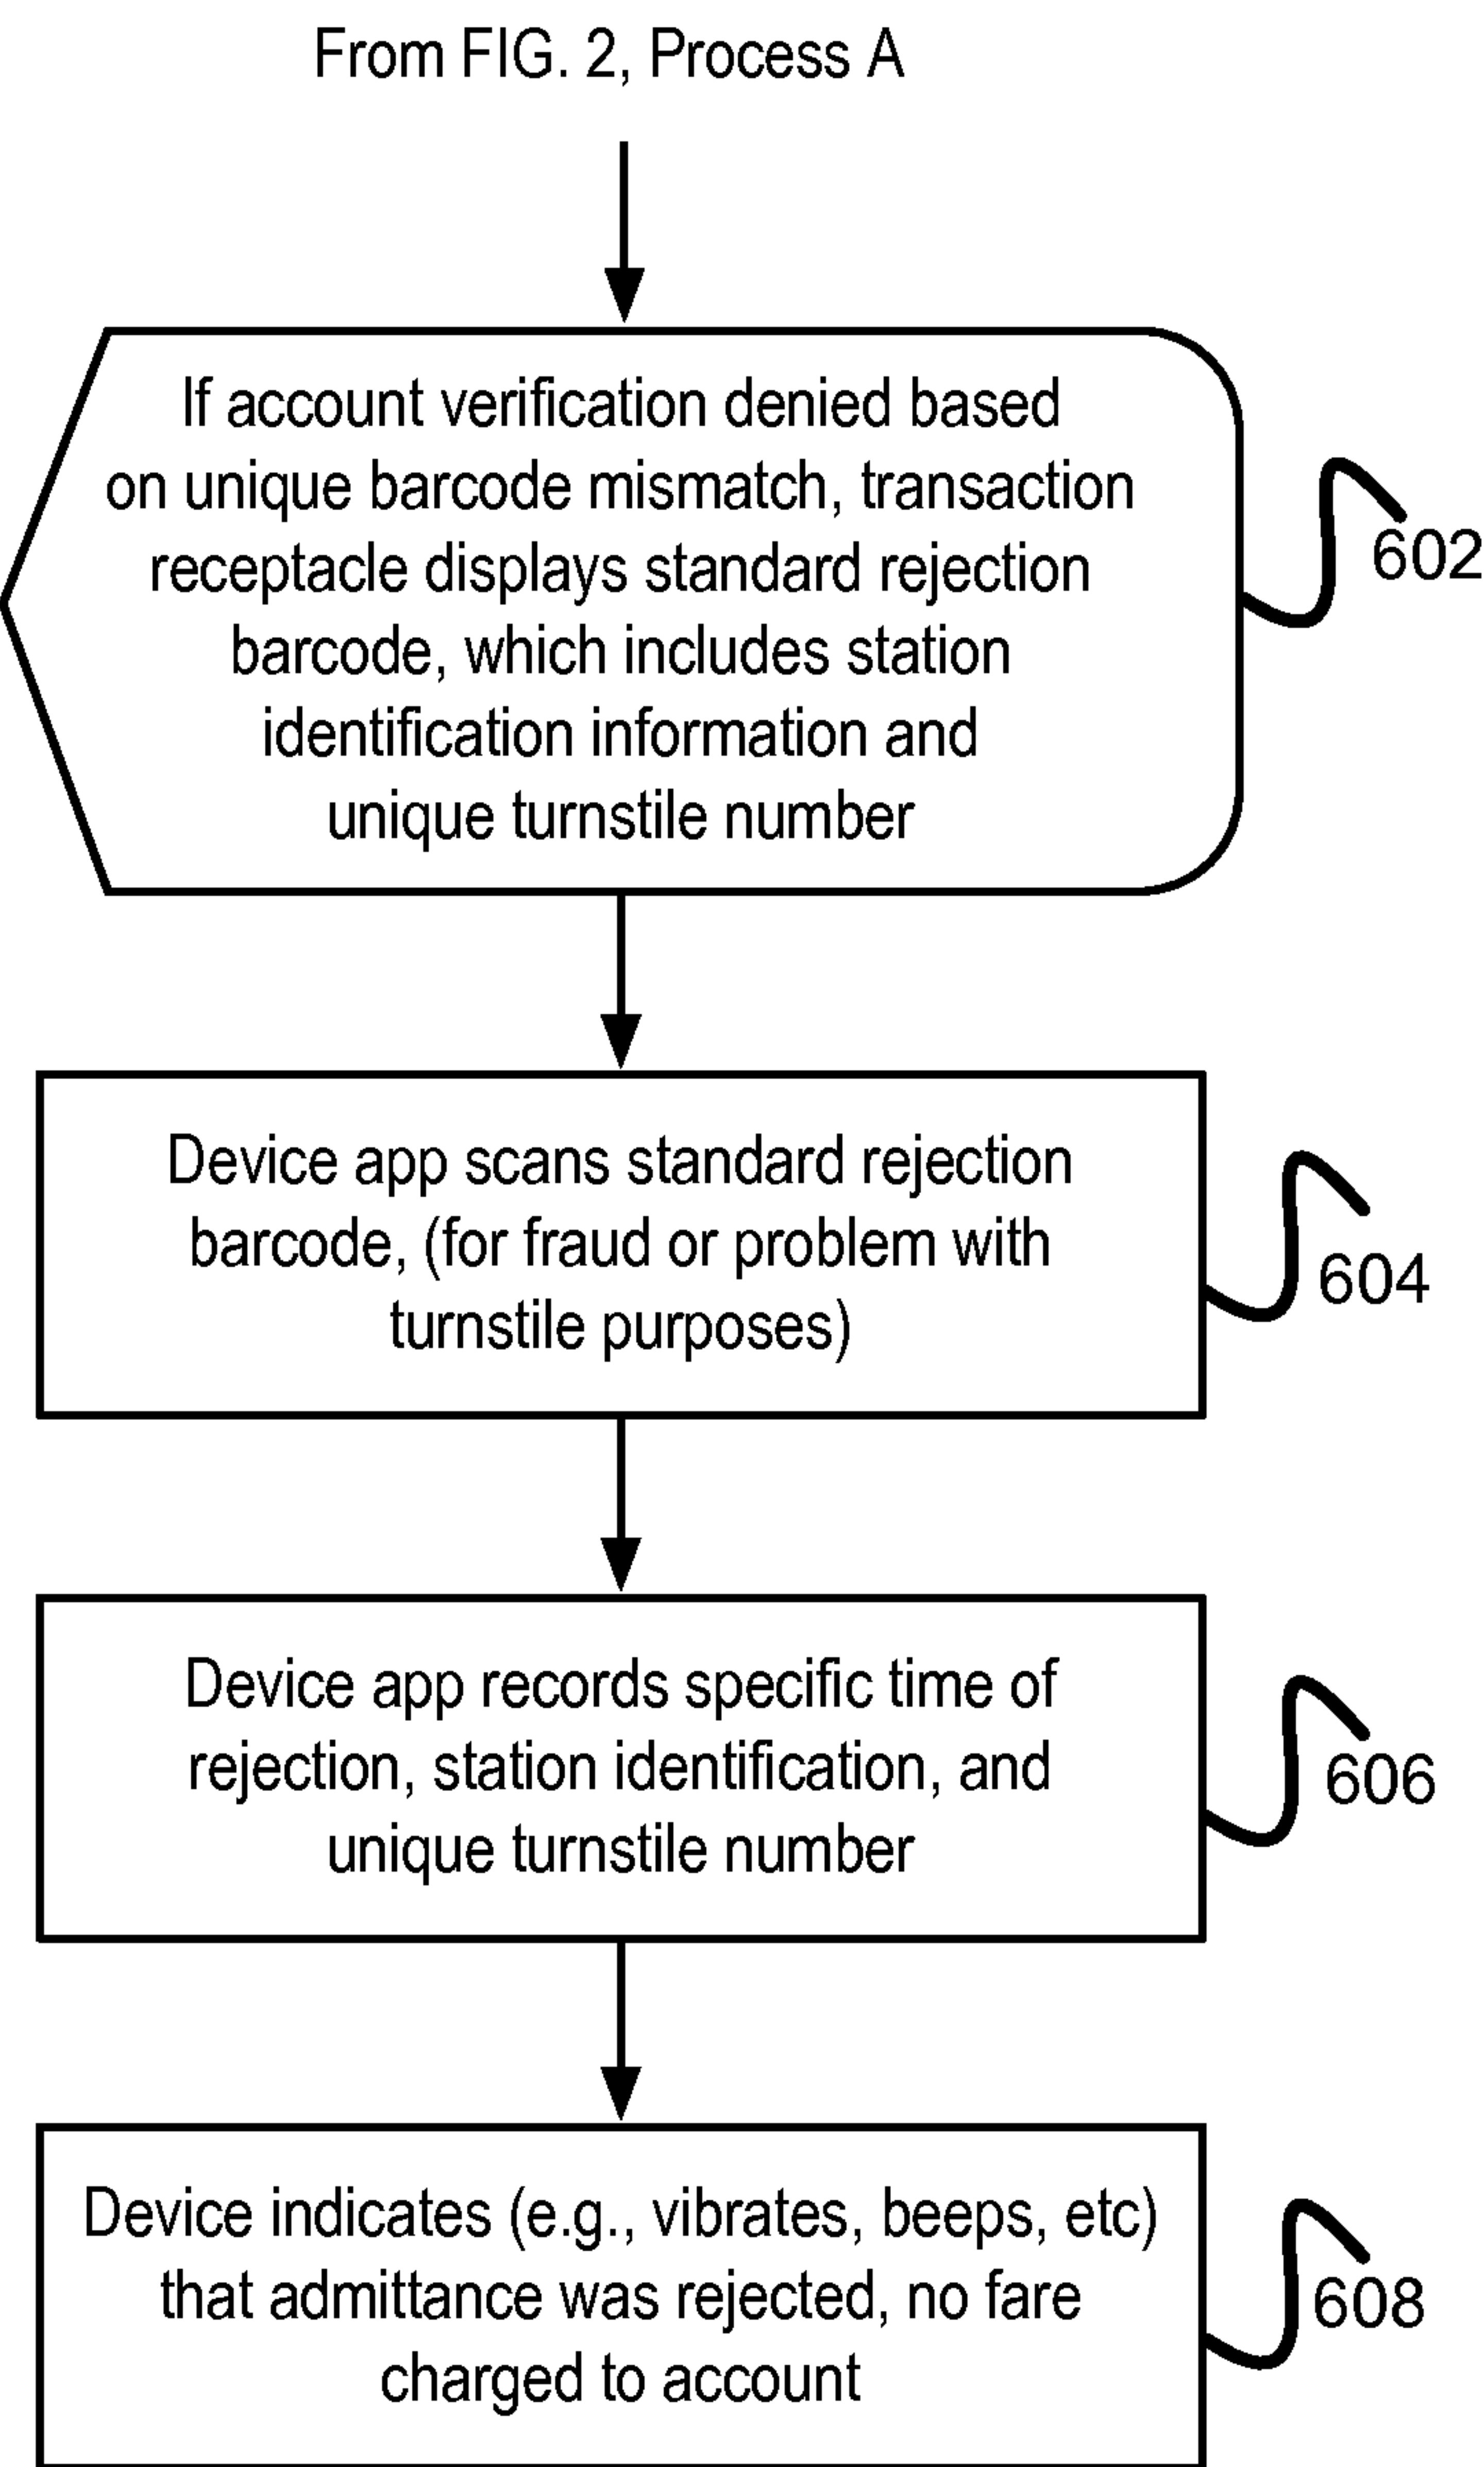 From FIG. 2, Process A
If account verification denied based
on unique barcode mismatch, transaction
receptacle displays standard rejection
barcode, which includes station
identification information and
unique turnstile number
602
Device app scans standard rejection
barcode, (for fraud or problem with
turnstile purposes)
604
Device app records specific time of
rejection, station identification, and
unique turnstile number
606
Device indicates (e.g., vibrates, beeps, etc)
that admittance was rejected, no fare
charged to account
608